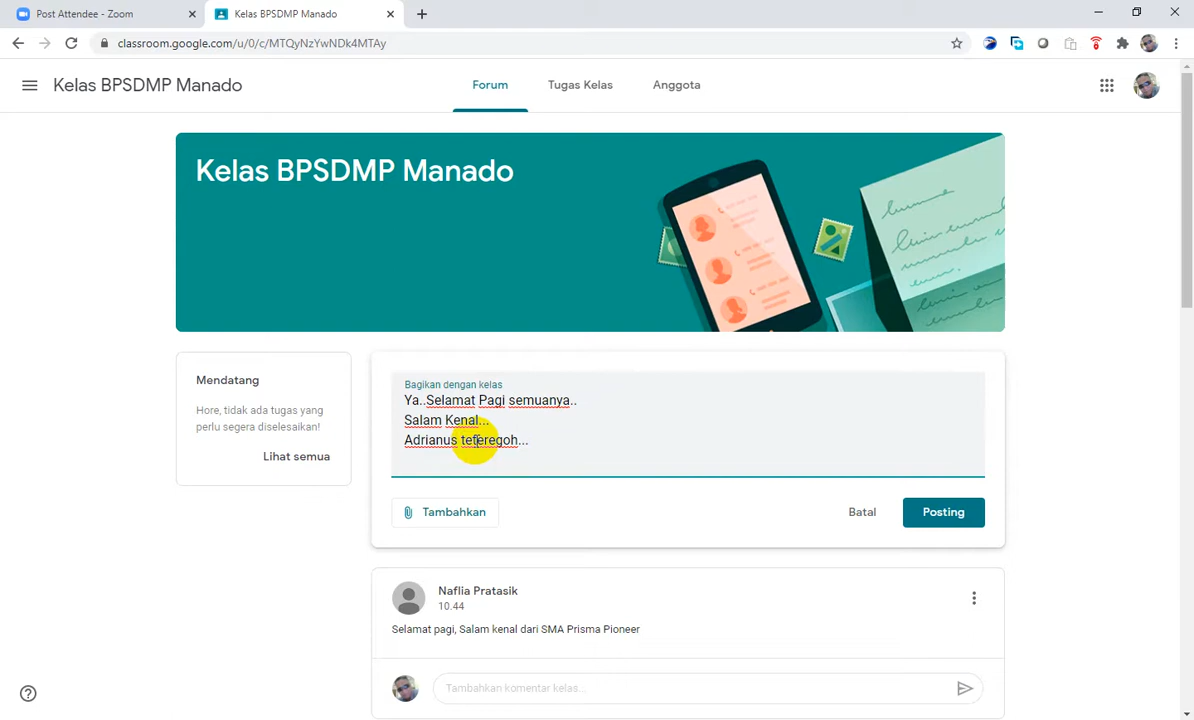 Post Attendee - Zoom
Kelas BPSDMP Manado
classroom.google.com/u/0/c/MTQyNzYwNDk4MTAy
Kelas BPSDMP Manado
Forum
Tugas Kelas
Anggota
Kelas BPSDMP Manado
Mendatang
Hore, tidak ada tugas yang
perlu segera diselesaikan!
Lihat semua
Bagikan dengan kelas
Ya..Selamat Pagi semuanya..
Salam Kenal...
Adrianus
Tambahkan
Batal
Posting
Naflia Pratasik
10.44
Selamat pagi, Salam kenal dari SMA Prisma Pioneer
Tambahkan komentar kelas...